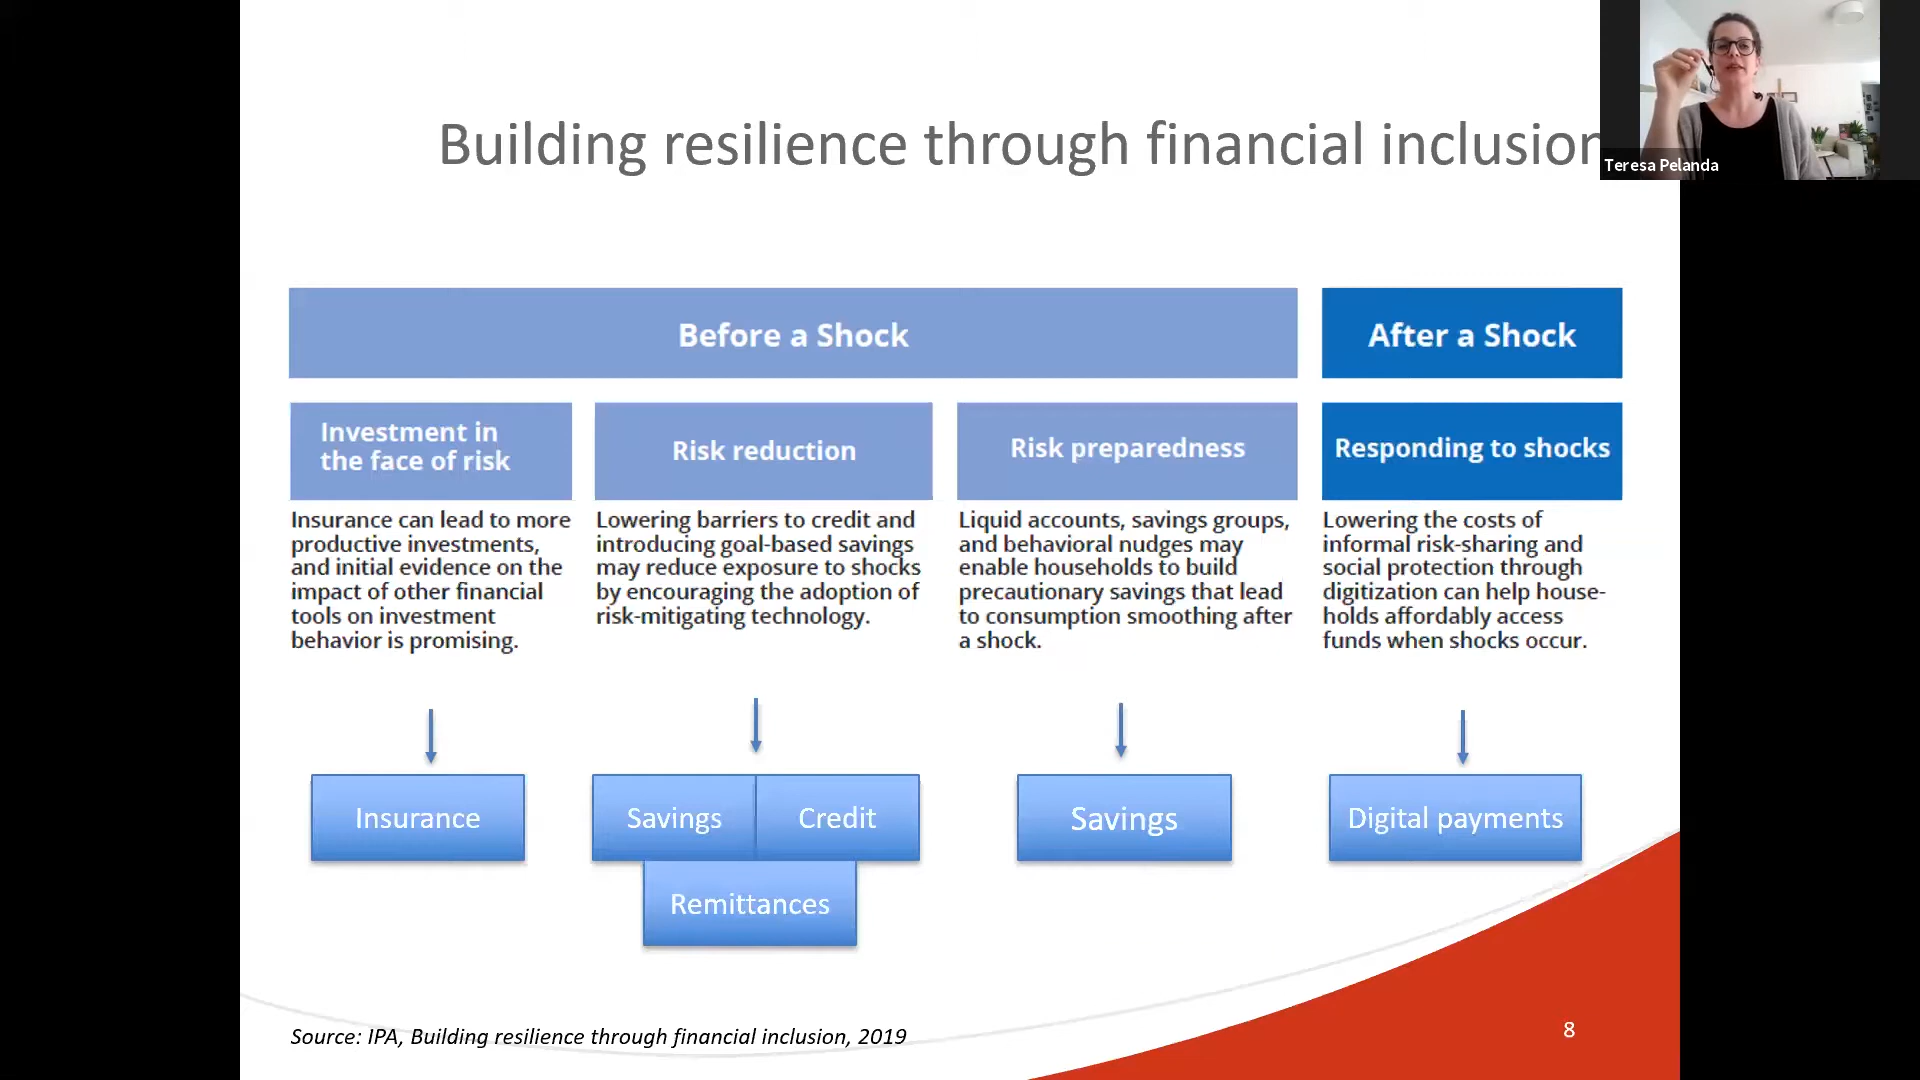 Building resilience through financial inclusion
Teresa Pelanda
Before a Shock
After a Shock
Investment in
the face of risk
Risk reduction
Risk preparedness
Responding to shocks
Insurance can lead to more
productive investments,
and initial evidence on the
impact of other financial
tools on investment
behavior is promising.
Lowering barriers to credit and
introducing goal-based savings
may reduce exposure to shocks
by encouraging the adoption of
risk-mitigating technology.
Liquid accounts, savings groups,
and behavioral nudges may
enable households to build
precautionary savings that lead
to consumption smoothing after
a shock.
Lowering the costs of
informal risk-sharing and
social protection through
digitization can help house-
holds affordably access
funds when shocks occur.
Insurance
Savings
Credit
Remittances
Savings
Digital payments
Source: IPA, Building resilience through financial inclusion, 2019
8